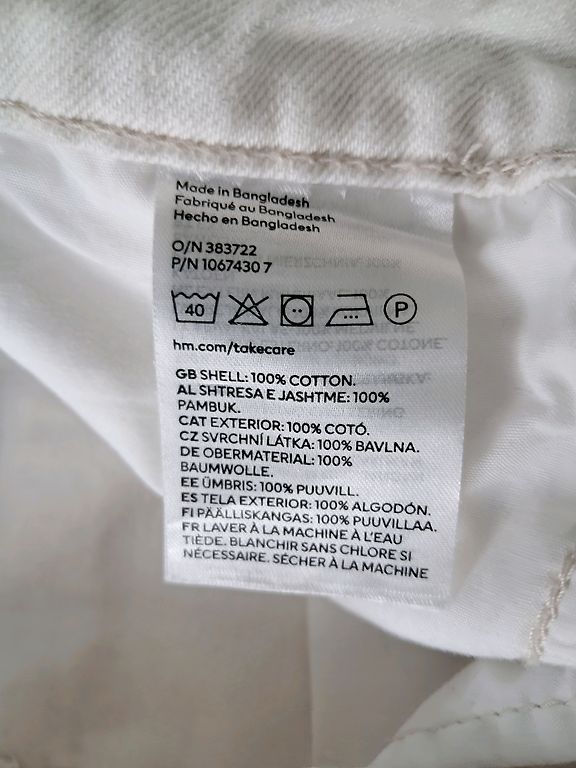 Made in Bangladesh
Fabriqué au Bangladesh
Hecho en Bangladesh
O/N 383722
P/N 1067430 7
40 P
hm.com/takecare
GB SHELL: 100% COTTON.
AL SHTRESA E JASHTME: 100%
PAMBUK.
CAT EXTERIOR: 100% COTÓ.
CZ SVRCHNÍ LÁTKA: 100% BAVLNA.
DE OBERMATERIAL: 100%
BAUMWOLLE.
EE ÜMBRIS: 100% PUUVILL.
ES TELA EXTERIOR: 100% ALGODÓN.
FI PÄÄLLISKANGAS: 100% PUUVILLAA.
FR LAVER À LA MACHINE À L'EAU
TIÈDE. BLANCHIR SANS CHLORE SI
NÉCESSAIRE. SÉCHER À LA MACHINE